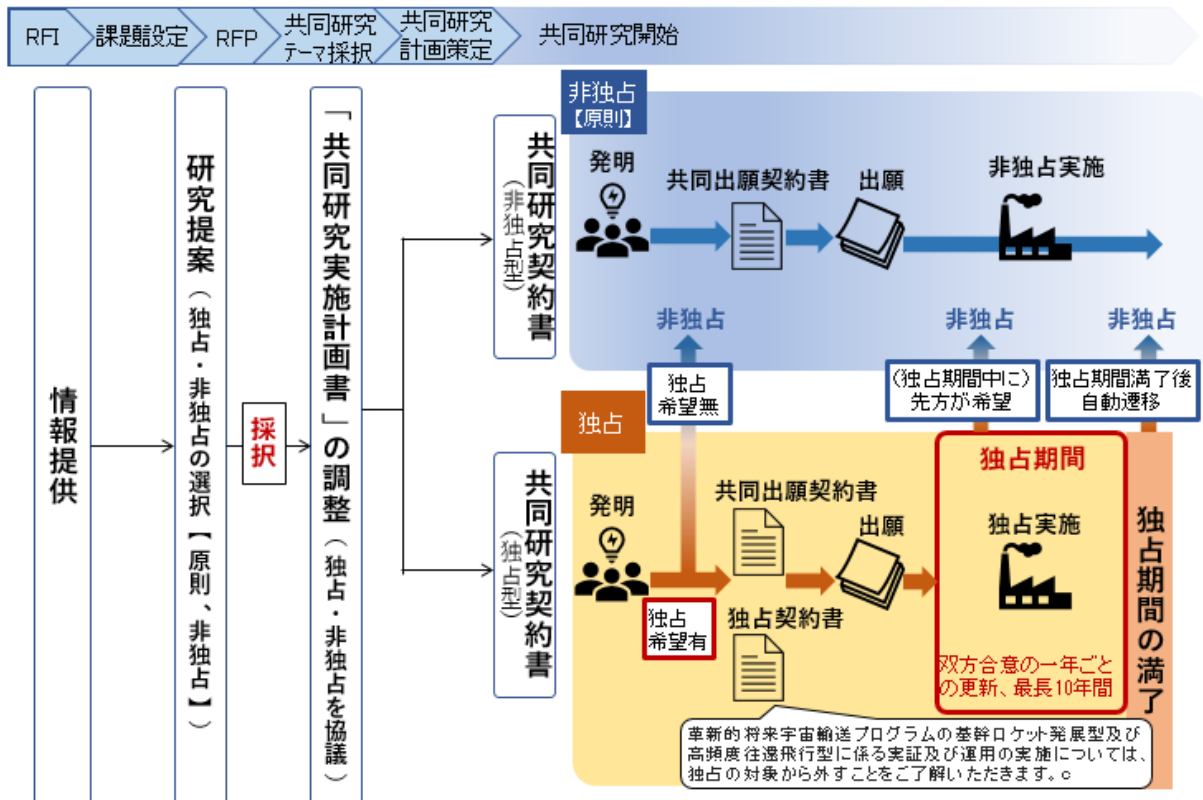 RFI
課題設定
RFP
共同研究
テーマ採択
共同研究
計画策定
共同研究開始
情報提供
研究提案(独占・非独占の選択【原則、非独占】)
採択
「共同研究実施計画書」の調整(独占・非独占を協議)
共同研究契約書
(非独占型)
共同研究契約書
(独占型)
非独占
【原則】
発明
共同出願契約書
出願
非独占実施
非独占
非独占
非独占
独占
希望無
(独占期間中に)
先方が希望
独占期間満了後
自動遷移
独占
発明
独占
希望有
共同出願契約書
独占契約書
出願
独占期間
独占実施
双方合意の一年ごと
の更新、最長10年間
独占期間の満了
革新的将来宇宙輸送プログラムの基幹ロケット発展型及び
高頻度往還飛行型に係る実証及び運用の実施については、
独占の対象から外すことをご了解いただきます。o